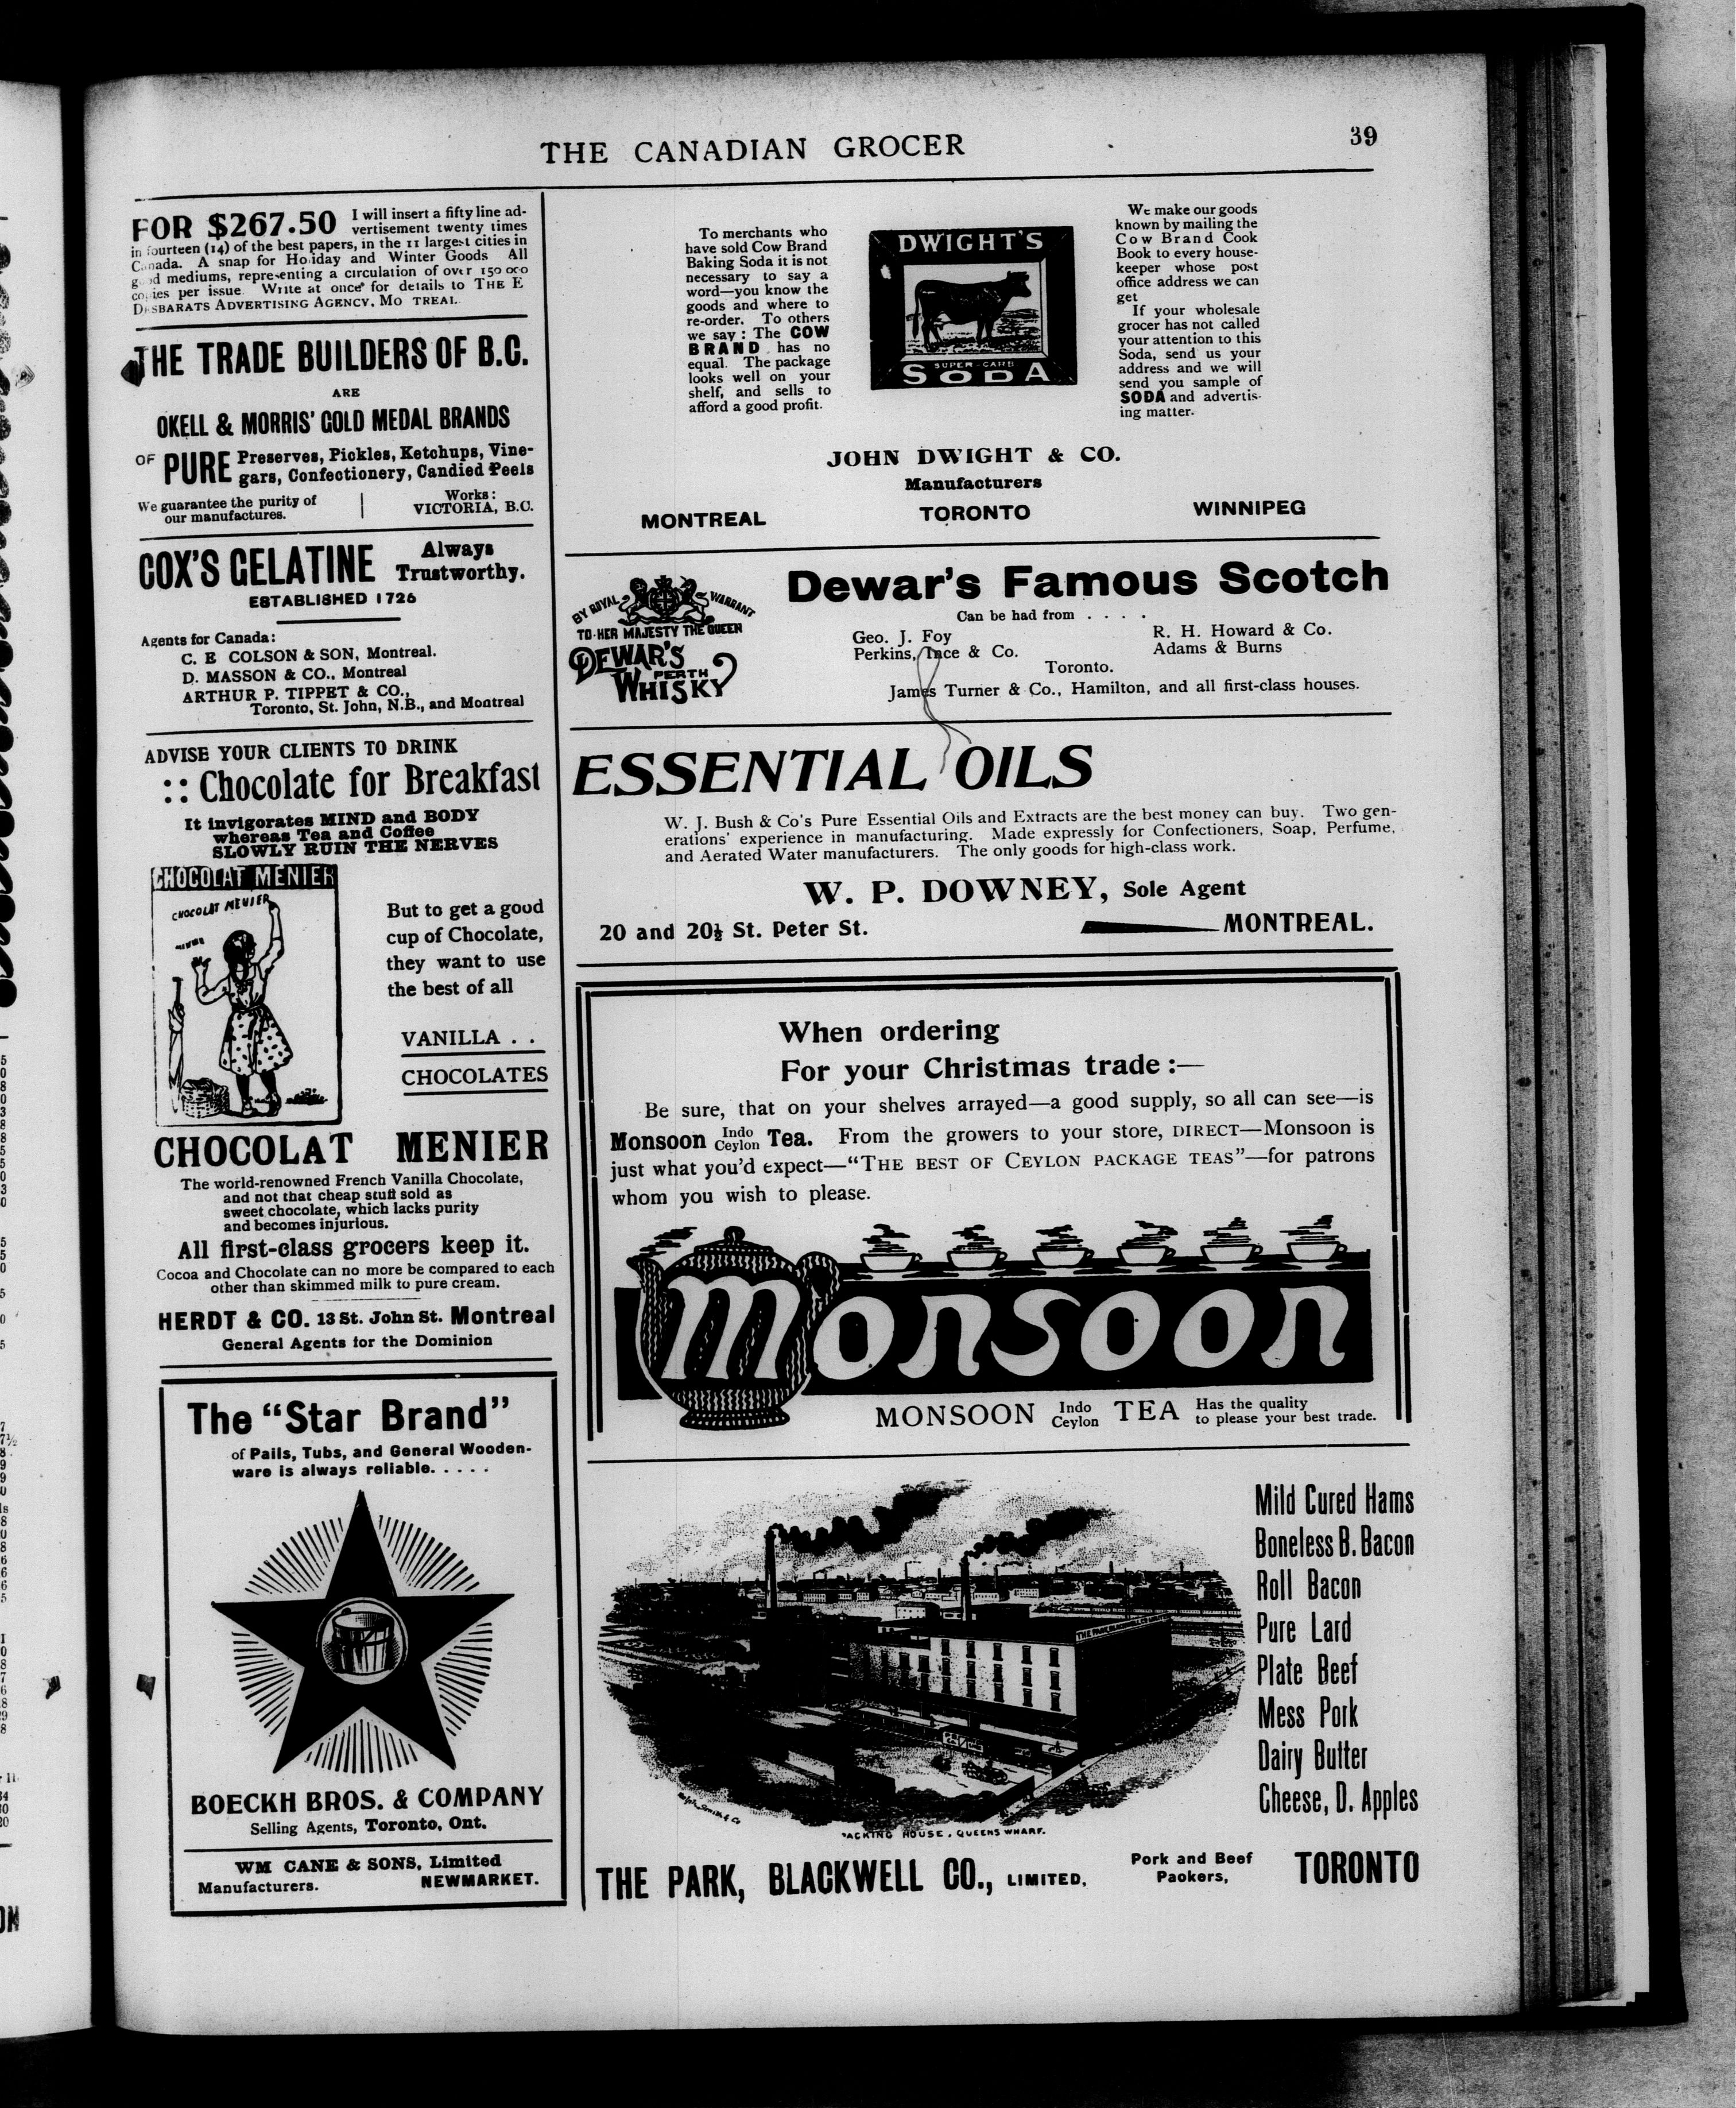 THE CANADIAN GROCER
39
FOR $267.50 I will insert a fifty line ad-
vertisement twenty times
in fourteen (14) of the best papers, in the 11 largest cities in
Canada. A snap for Holiday and Winter Goods All
good mediums, representing a circulation of over 150 000
copies per issue Write at once for details to THE E
DESBARATS ADVERTISING AGENCY, MO TREAL.
THE TRADE BUILDERS OF B.C.
ARE
OKELL & MORRIS' GOLD MEDAL BRANDS
OF PURE Preserves, Pickles, Ketchups, Vine-
gars, Confectionery, Candied Peels
We guarantee the purity of
our manufactures.
Works:
VICTORIA, B.C.
COX'S GELATINE Always
Trustworthy.
ESTABLISHED 1725
Agents for Canada:
C. E COLSON & SON, Montreal.
D. MASSON & CO., Montreal
ARTHUR P. TIPPET & CO.,
Toronto, St. John, N.B., and Montreal
ADVISE YOUR CLIENTS TO DRINK
:: Chocolate for Breakfast
It invigorates MIND and BODY
whereas Tea and Coffee
SLOWLY RUIN THE NERVES
CHOCOLAT MENIER
CHOCOLAT MENIER
But to get a good
cup of Chocolate,
they want to use
the best of all
VANILLA . .
CHOCOLATES
CHOCOLAT MENIER
The world-renowned French Vanilla Chocolate,
and not that cheap stuff sold as
sweet chocolate, which lacks purity
and becomes injurious.
All first-class grocers keep it.
Cocoa and Chocolate can no more be compared to each
other than skimmed milk to pure cream.
HERDT & CO. 13 St. John St. Montreal
General Agents for the Dominion
The "Star Brand"
of Pails, Tubs, and General Wooden-
ware is always reliable. . . . .
BOECKH BROS. & COMPANY
Selling Agents, Toronto, Ont.
WM CANE & SONS, Limited
Manufacturers. NEWMARKET.
To merchants who
have sold Cow Brand
Baking Soda it is not
necessary to say a
word—you know the
goods and where to
re-order. To others
we say: The COW
BRAND has no
equal. The package
looks well on your
shelf, and sells to
afford a good profit.
DWIGHT'S
SUPER-CARB
SODA
We make our goods
known by mailing the
Cow Brand Cook
Book to every house-
keeper whose post
office address we can
get
If your wholesale
grocer has not called
your attention to this
Soda, send us your
address and we will
send you sample of
SODA and advertis-
ing matter.
JOHN DWIGHT & CO.
Manufacturers
MONTREAL TORONTO WINNIPEG
BY ROYAL WARRANT
TO HER MAJESTY THE QUEEN
DEWAR'S
PERTH
WHISKY
Dewar's Famous Scotch
Can be had from . . . .
Geo. J. Foy R. H. Howard & Co.
Perkins, Ince & Co. Adams & Burns
Toronto.
James Turner & Co., Hamilton, and all first-class houses.
ESSENTIAL OILS
W. J. Bush & Co's Pure Essential Oils and Extracts are the best money can buy. Two gen-
erations' experience in manufacturing. Made expressly for Confectioners, Soap, Perfume,
and Aerated Water manufacturers. The only goods for high-class work.
W. P. DOWNEY, Sole Agent
20 and 20½ St. Peter St. MONTREAL.
When ordering
For your Christmas trade:—
Be sure, that on your shelves arrayed—a good supply, so all can see—is
Monsoon Indo Ceylon Tea. From the growers to your store, DIRECT—Monsoon is
just what you'd expect—"THE BEST OF CEYLON PACKAGE TEAS"—for patrons
whom you wish to please.
Monsoon
MONSOON Indo Ceylon TEA Has the quality
to please your best trade.
Mild Cured Hams
Boneless B. Bacon
Roll Bacon
Pure Lard
Plate Beef
Mess Pork
Dairy Butter
Cheese, D. Apples
PACKING HOUSE, QUEENS WHARF.
THE PARK, BLACKWELL CO., LIMITED, Pork and Beef
Packers, TORONTO